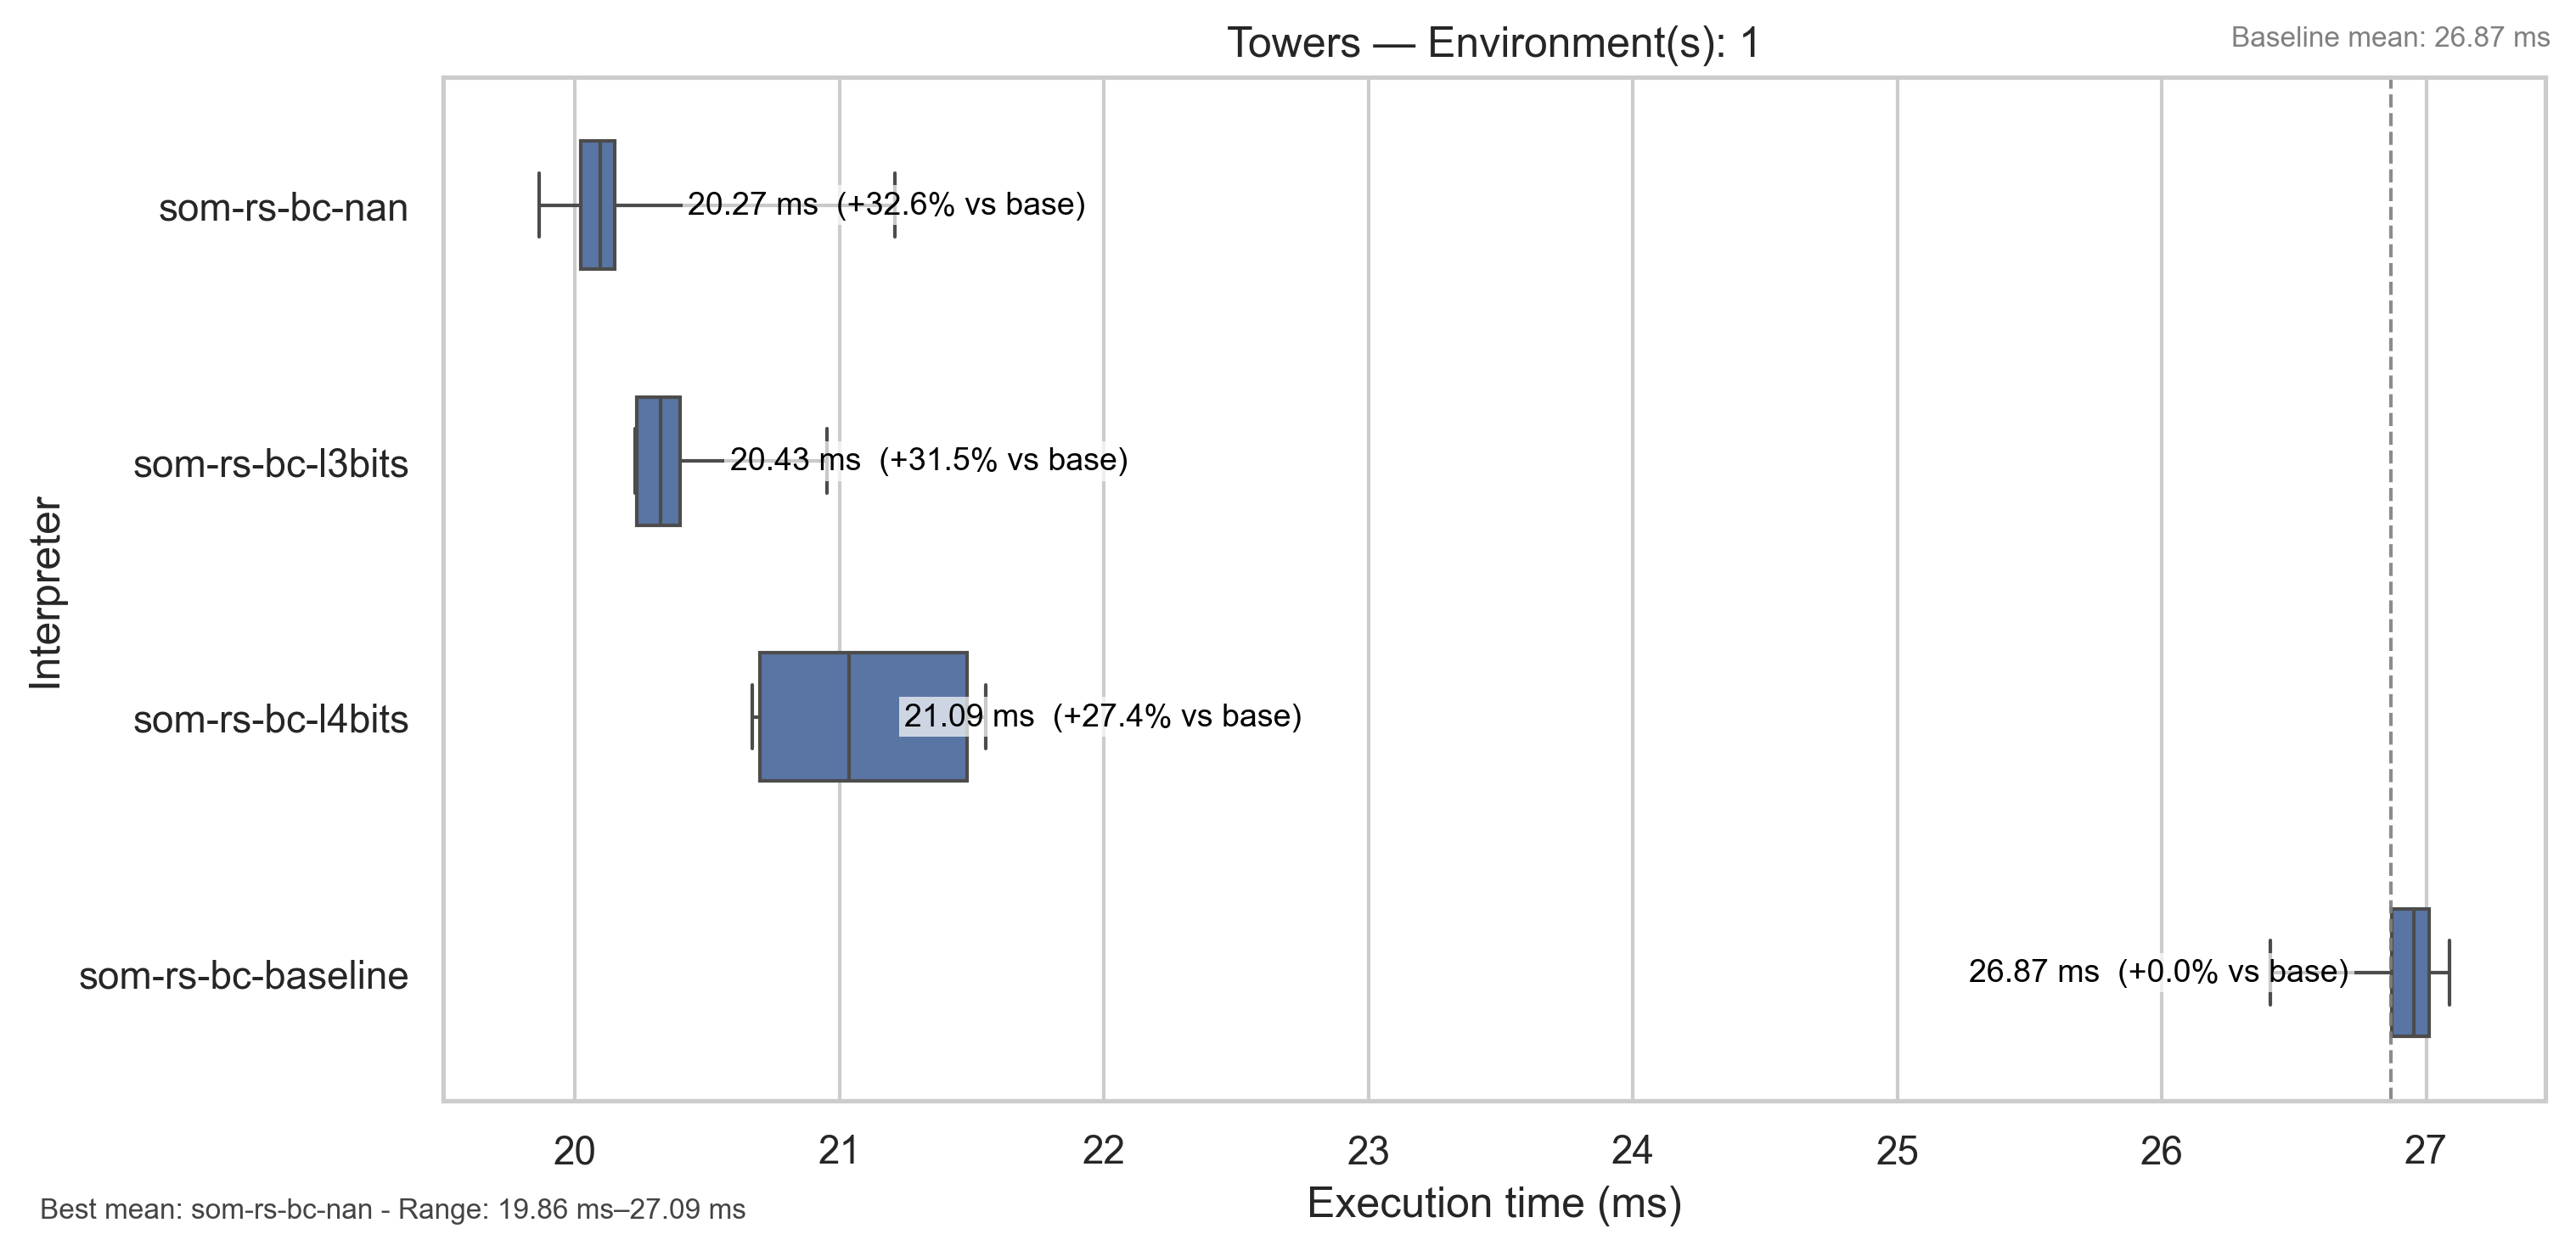 Towers — Environment(s): 1
Baseline mean: 26.87 ms
som-rs-bc-nan
20.27 ms (+32.6% vs base)
som-rs-bc-l3bits
20.43 ms (+31.5% vs base)
Interpreter
som-rs-bc-l4bits
21.09 ms (+27.4% vs base)
som-rs-bc-baseline
26.87 ms (+0.0% vs base)
20 21 22 23 24 25 26 27
Execution time (ms)
Best mean: som-rs-bc-nan - Range: 19.86 ms–27.09 ms